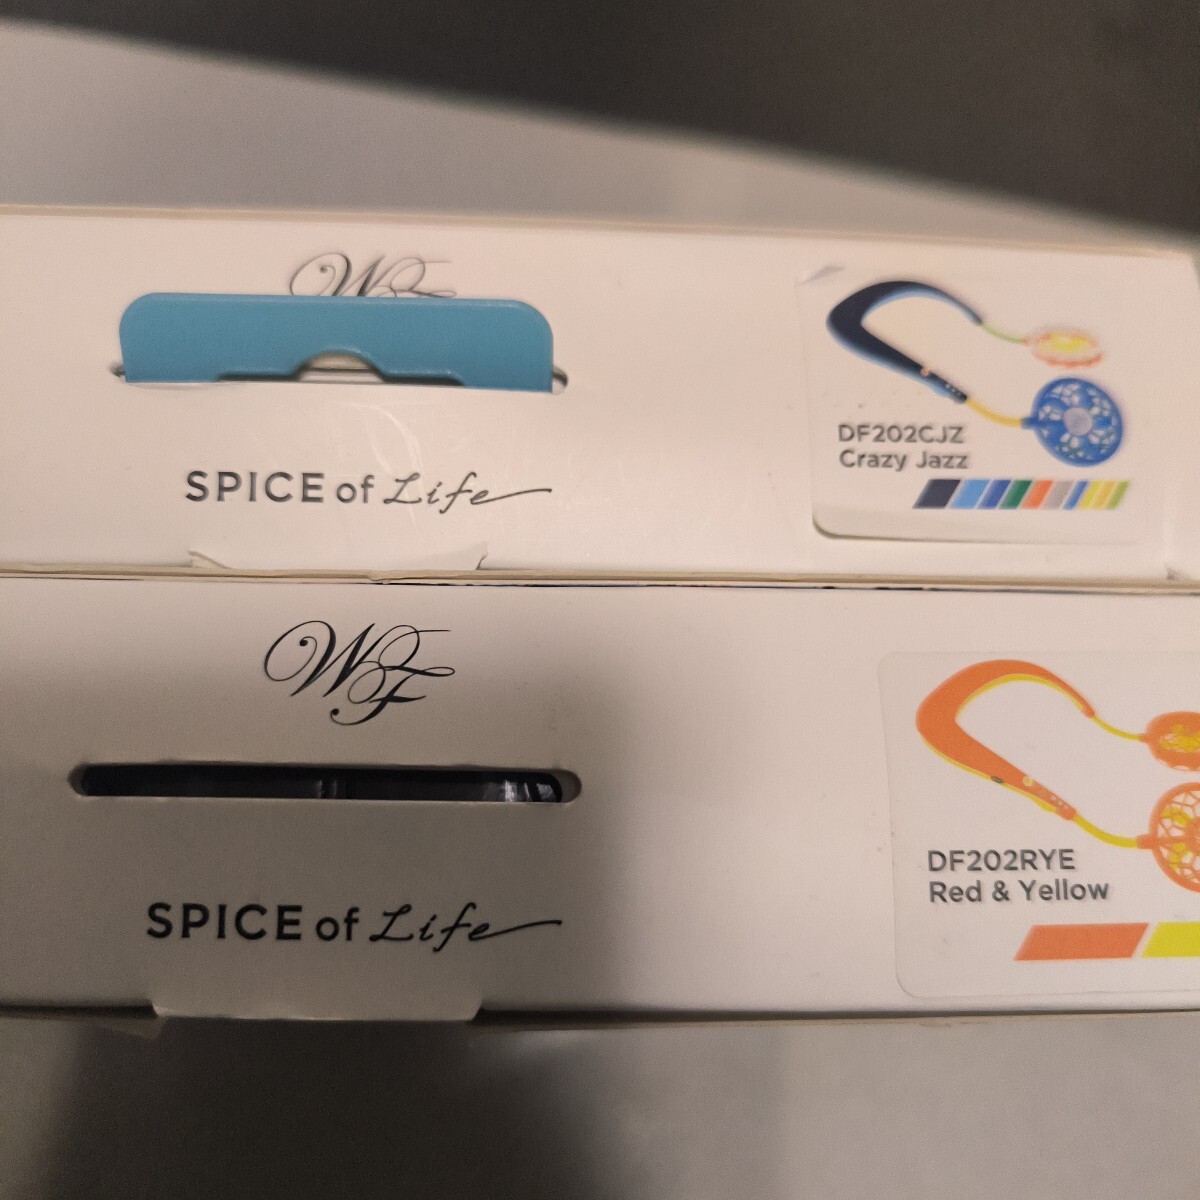 WF
SPICE of Life
DF202CJZ
Crazy Jazz
WF
SPICE of Life
DF202RYE
Red & Yellow